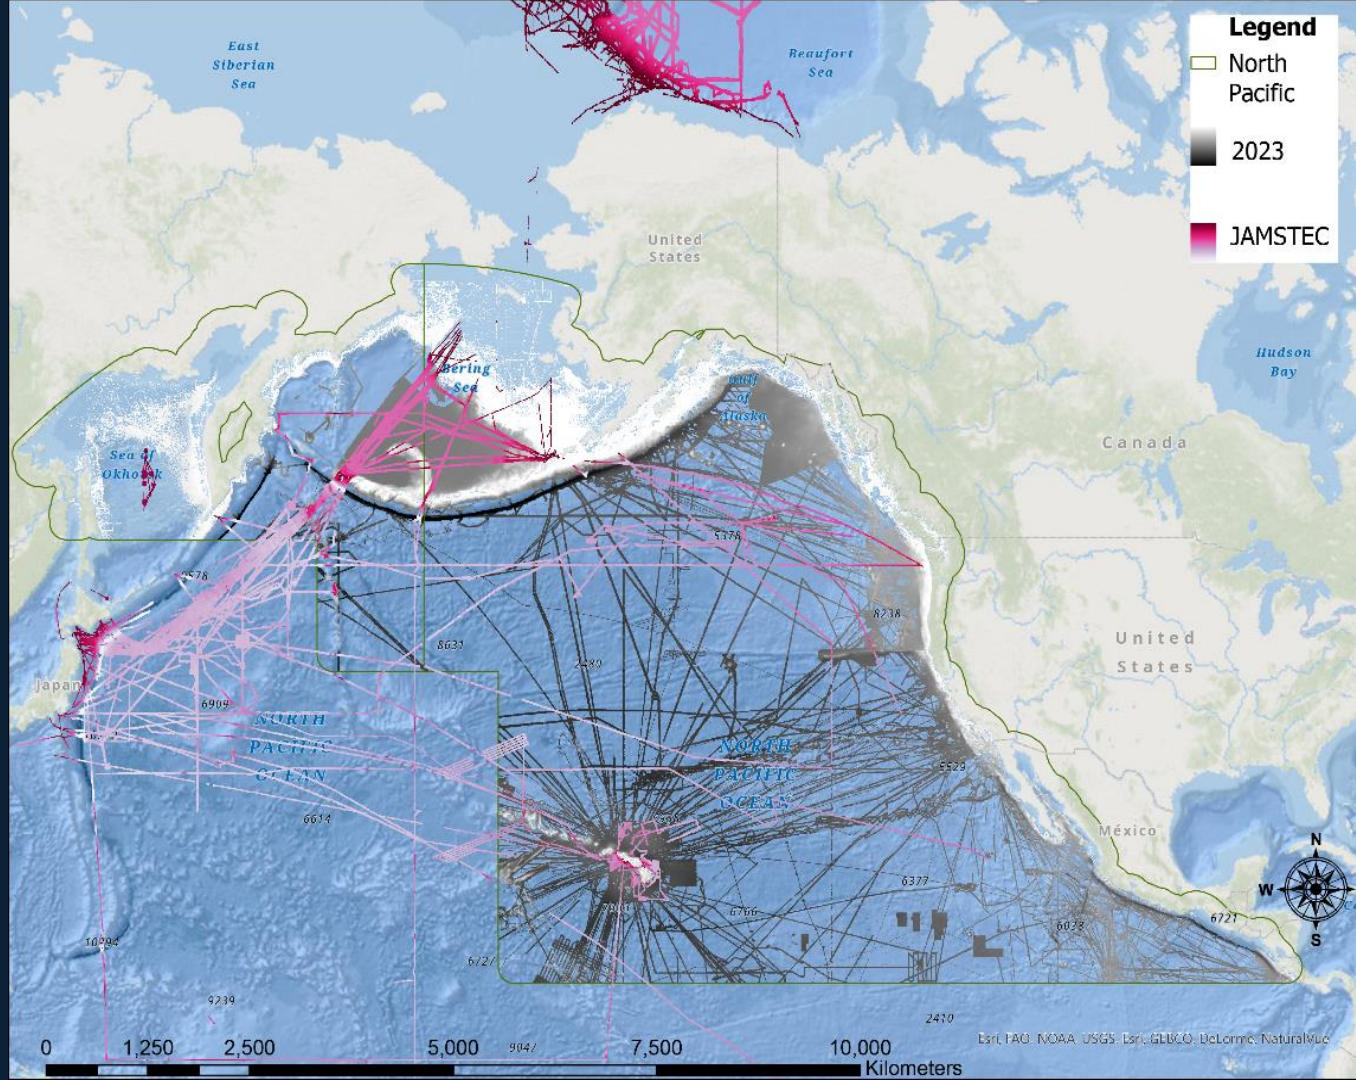 East
Siberian
Sea
Beaufort
Sea
Legend
North
Pacific
2023
JAMSTEC
United
States
Hudson
Bay
Bering
Sea
Gulf
of
Alaska
Canada
Sea of
Okhotsk
5378
8238
8631
2480
United
States
Japan
6909
NORTH
PACIFIC
OCEAN
NORTH
PACIFIC
OCEAN
5529
6614
México
N
W
S
6377
6766
6033
6721
10794
6727
9239
2410
9047
Esri, FAO, NOAA, USGS, Esri, GEBCO, DeLorme, NaturalVue
0 1,250 2,500 5,000 7,500 10,000
Kilometers